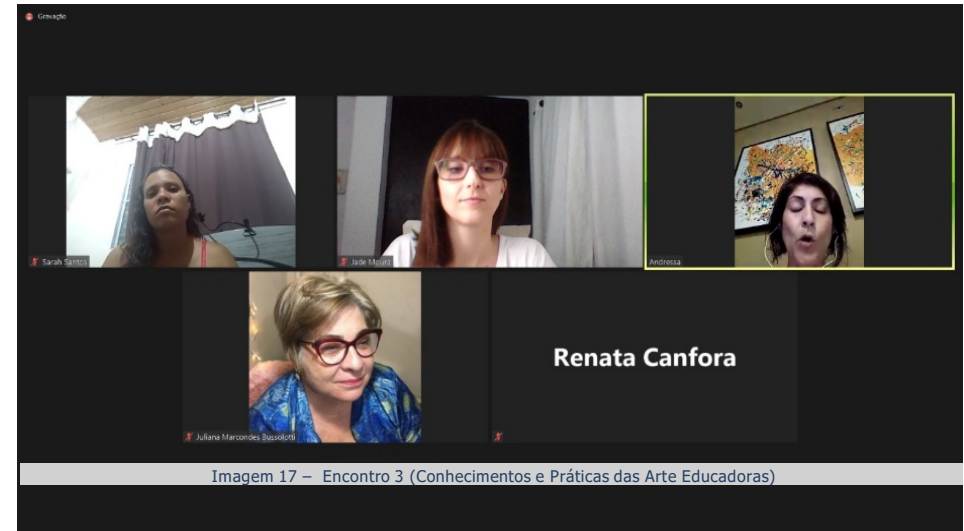 Gravação
Sarah Santos
Jade Moura
Andressa
Juliana Marcondes Bussolotti
Renata Canfora
Imagem 17 – Encontro 3 (Conhecimentos e Práticas das Arte Educadoras)